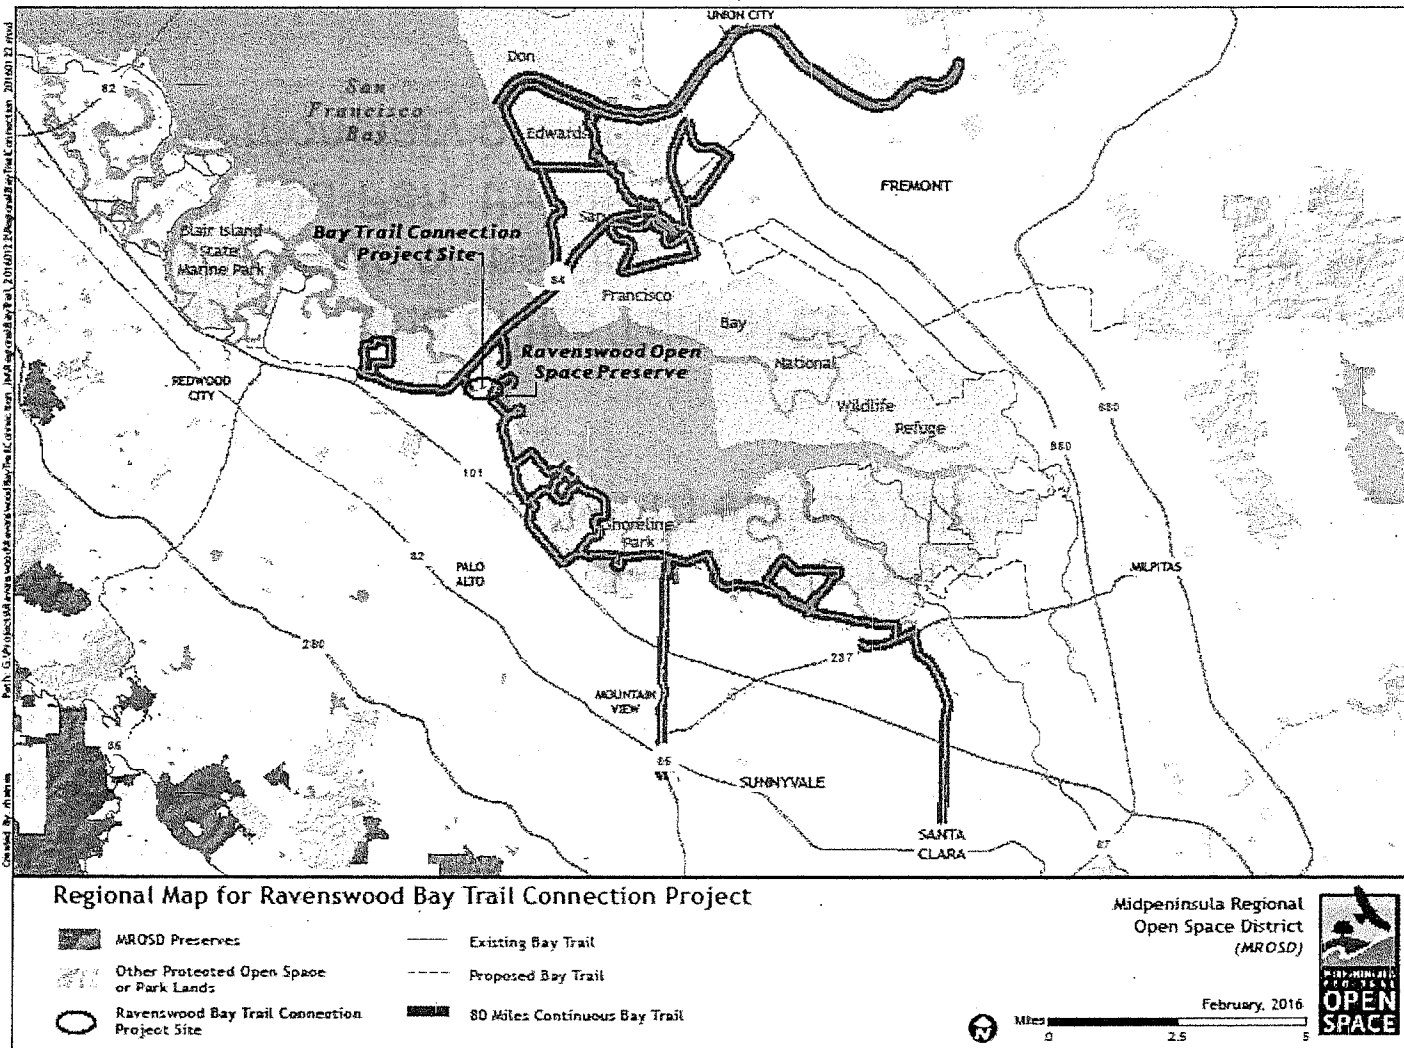 UNION CITY
Don
San
Francisco
Bay
82
Edwards
FREMONT
San
Blair Island
State
Marine Park
Bay Trail Connection
Project Site
84
Francisco
Bay
Ravenswood Open
Space Preserve
National
REDWOOD
CITY
Wildlife
Refuge
680
880
101
Shoreline
Park
82
PALO
ALTO
MILPITAS
280
237
MOUNTAIN
VIEW
85
SUNNYVALE
SANTA
CLARA
87
Regional Map for Ravenswood Bay Trail Connection Project
MROSD Preserves
Other Protected Open Space
or Park Lands
Ravenswood Bay Trail Connection
Project Site
Existing Bay Trail
Proposed Bay Trail
80 Miles Continuous Bay Trail
Midpeninsula Regional
Open Space District
(MROSD)
February, 2016
Miles
0 2.5 5
MIDPENINSULA
REGIONAL
OPEN
SPACE